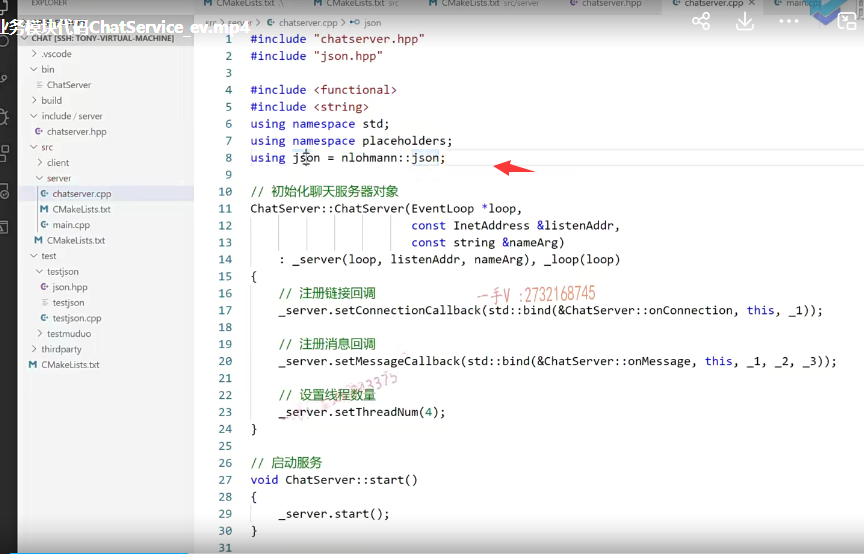 EXPLORER
业务模块代码ChatService_ev.mp4
CHAT [SSH: TONY-VIRTUAL-MACHINE]
.vscode
bin
ChatServer
build
include / server
chatserver.hpp
src
client
server
chatserver.cpp
CMakeLists.txt
main.cpp
CMakeLists.txt
test
testjson
json.hpp
testjson
testjson.cpp
testmuduo
thirdparty
CMakeLists.txt
CMakeLists.txt .\
CMakeLists.txt src
CMakeLists.txt src/server
chatserver.hpp
chatserver.cpp
main.cpp
src > server > chatserver.cpp > json
1 #include "chatserver.hpp"
2 #include "json.hpp"
3
4 #include <functional>
5 #include <string>
6 using namespace std;
7 using namespace placeholders;
8 using json = nlohmann::json;
9
10 // 初始化聊天服务器对象
11 ChatServer::ChatServer(EventLoop *loop,
12 const InetAddress &listenAddr,
13 const string &nameArg)
14 : _server(loop, listenAddr, nameArg), _loop(loop)
15 {
16 // 注册链接回调
一手V :2732168745
17 _server.setConnectionCallback(std::bind(&ChatServer::onConnection, this, _1));
18
19 // 注册消息回调
20 _server.setMessageCallback(std::bind(&ChatServer::onMessage, this, _1, _2, _3));
21
22 // 设置线程数量
23 _server.setThreadNum(4);
24 }
25
26 // 启动服务
27 void ChatServer::start()
28 {
29 _server.start();
30 }
31